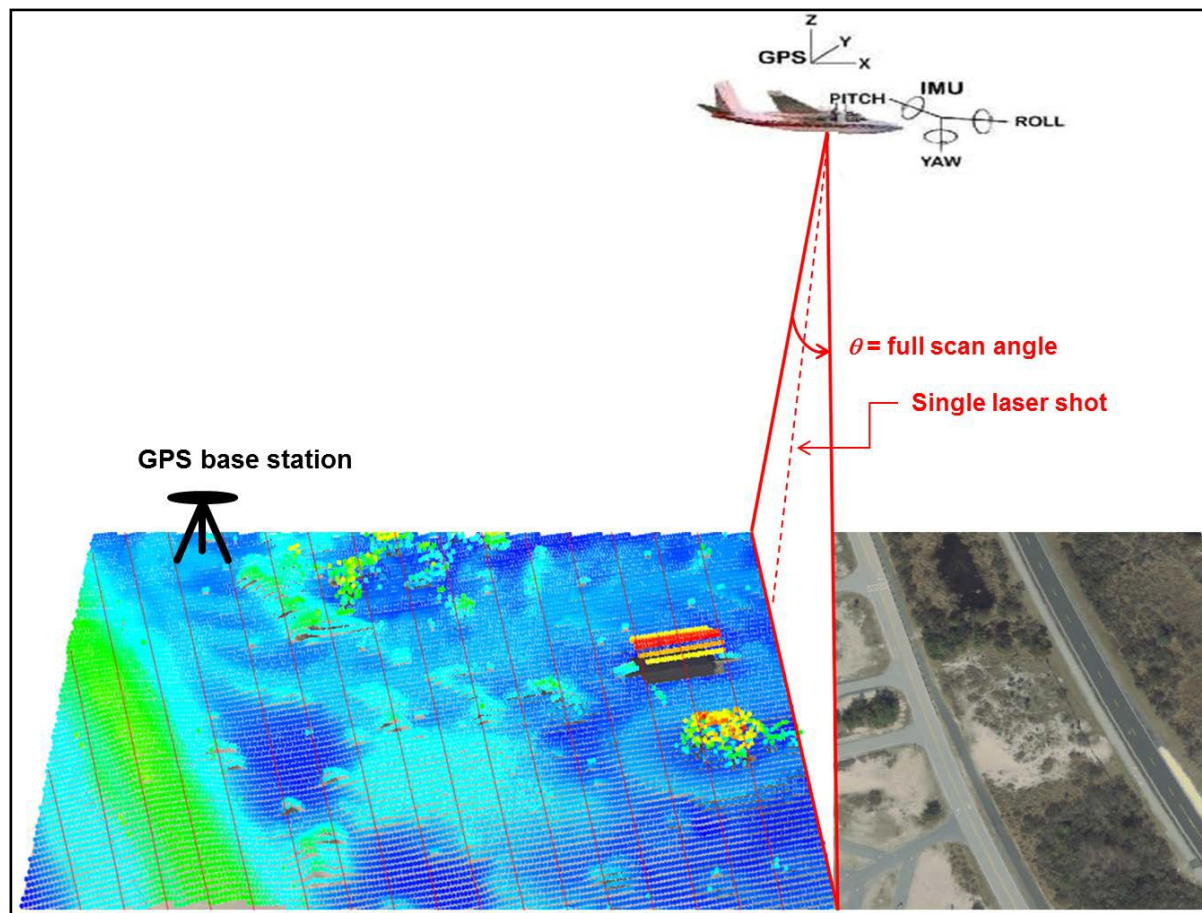 Z
Y
GPS
X
IMU
PITCH
ROLL
YAW
θ = full scan angle
Single laser shot
GPS base station